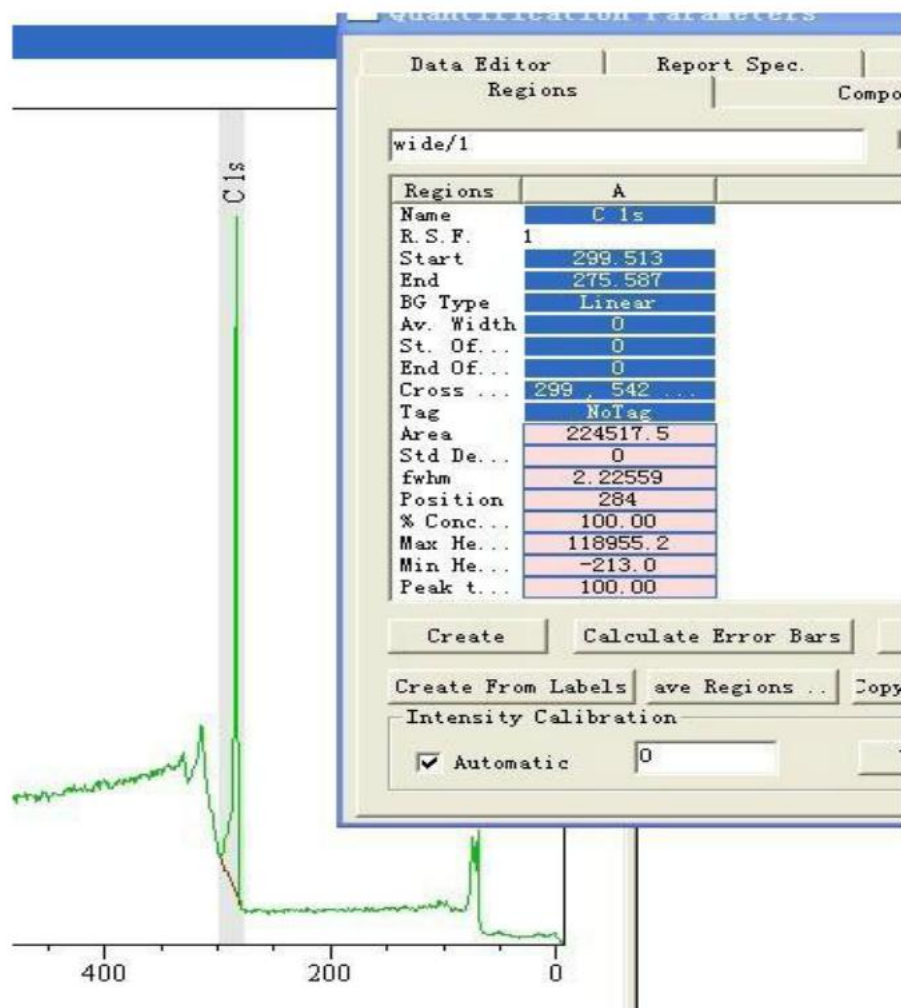 Quantification Parameters
Data Editor
Report Spec.
Regions
Compo
wide/1
C 1s
Regions A
Name C 1s
R.S.F. 1
Start 299.513
End 275.587
BG Type Linear
Av. Width 0
St. Of... 0
End Of... 0
Cross ... 299 , 542 ...
Tag NoTag
Area 224517.5
Std De... 0
fwhm 2.22559
Position 284
% Conc... 100.00
Max He... 118955.2
Min He... -213.0
Peak t... 100.00
Create
Calculate Error Bars
Create From Labels
ave Regions ..
Copy
Intensity Calibration
Automatic
0
400 200 0